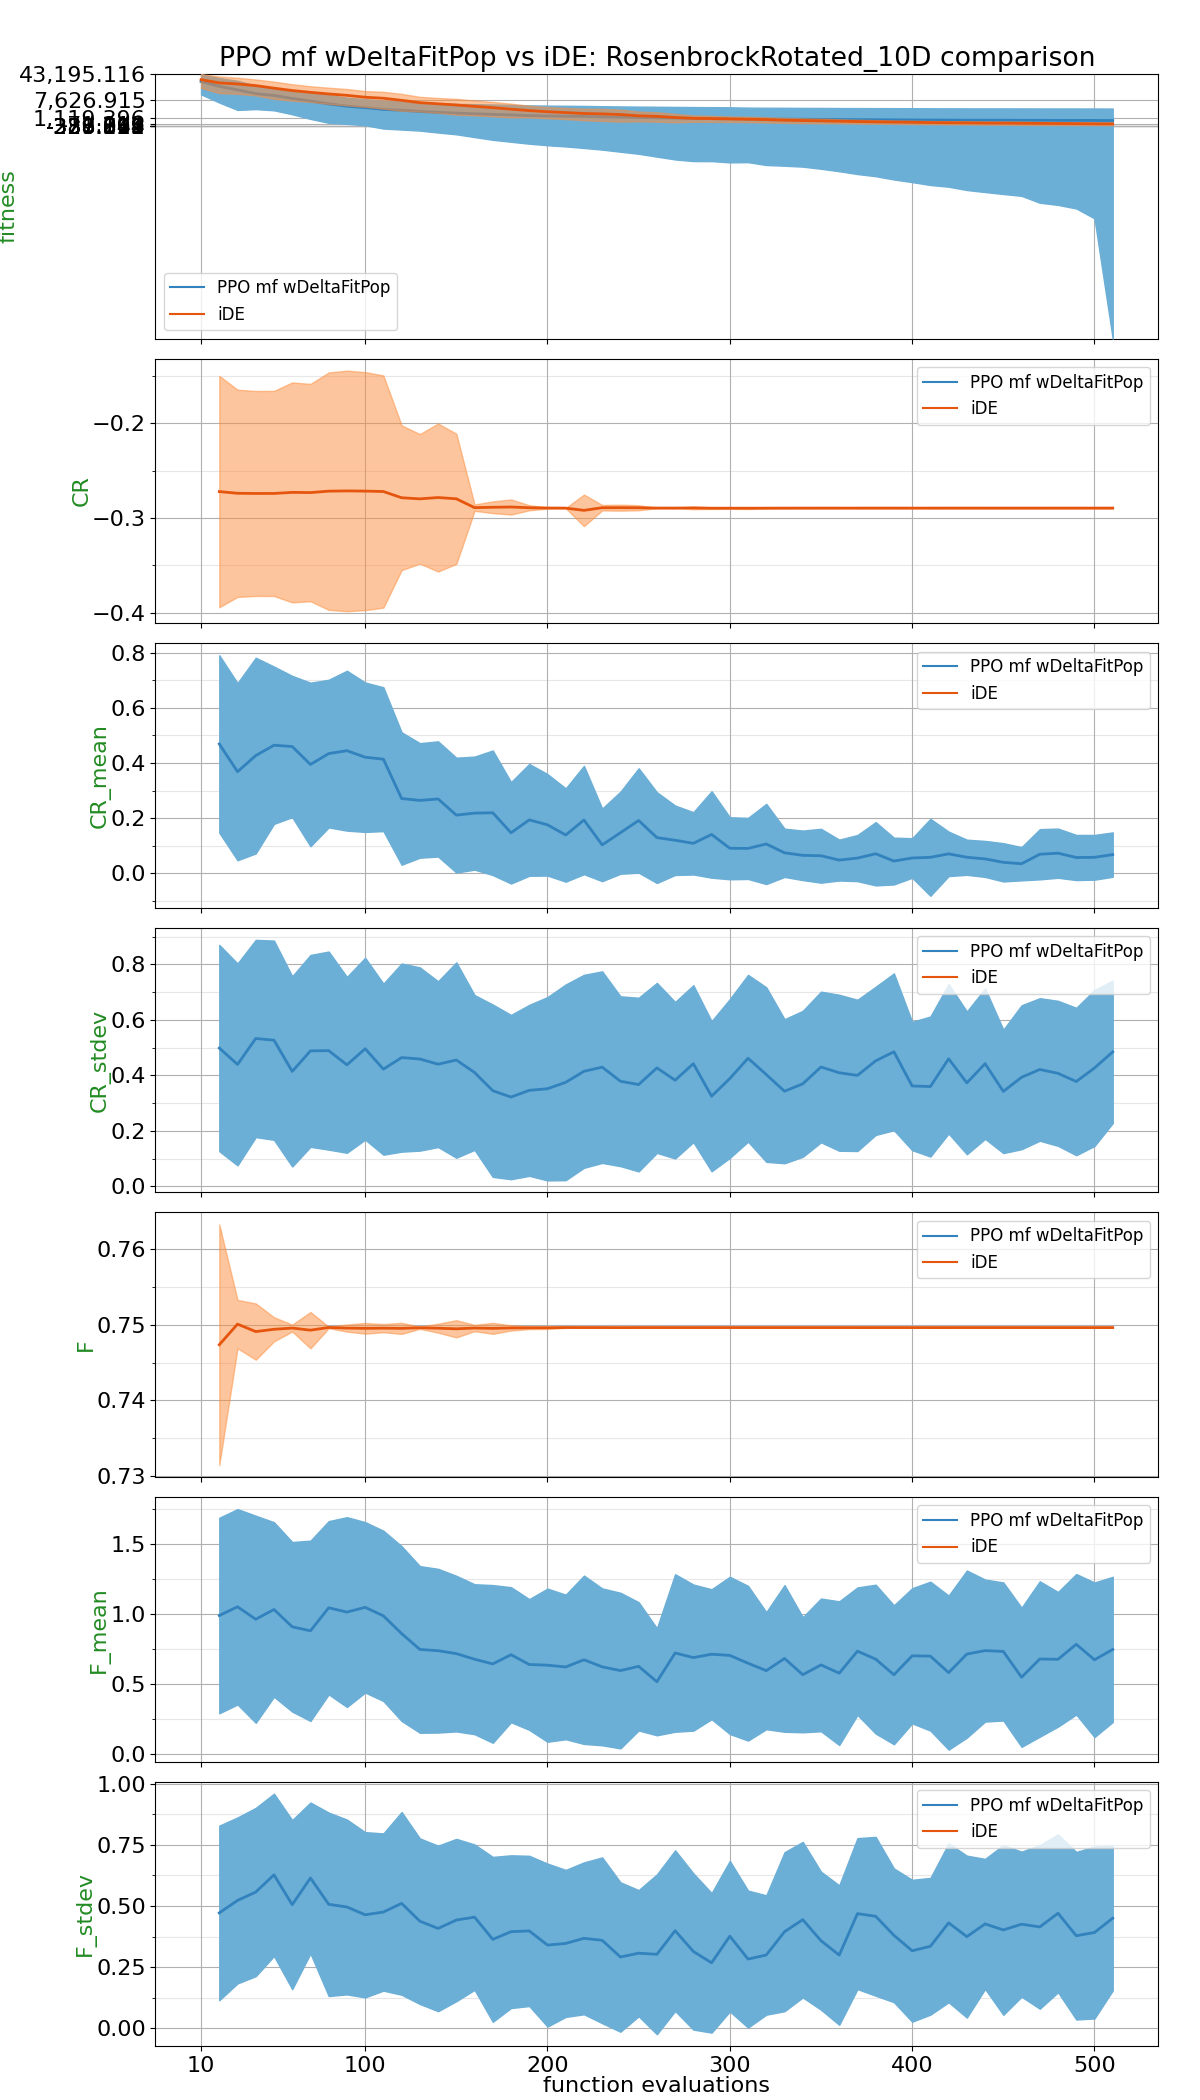 PPO mf wDeltaFitPop vs iDE: RosenbrockRotated_10D comparison
43,195.116
7,626.915
fitness
PPO mf wDeltaFitPop
iDE
−0.2
−0.3
−0.4
CR
PPO mf wDeltaFitPop
iDE
0.8
0.6
0.4
0.2
0.0
CR_mean
PPO mf wDeltaFitPop
iDE
0.8
0.6
0.4
0.2
0.0
CR_stdev
PPO mf wDeltaFitPop
iDE
0.76
0.75
0.74
0.73
F
PPO mf wDeltaFitPop
iDE
1.5
1.0
0.5
0.0
F_mean
PPO mf wDeltaFitPop
iDE
1.00
0.75
0.50
0.25
0.00
F_stdev
PPO mf wDeltaFitPop
iDE
10 100 200 300 400 500
function evaluations